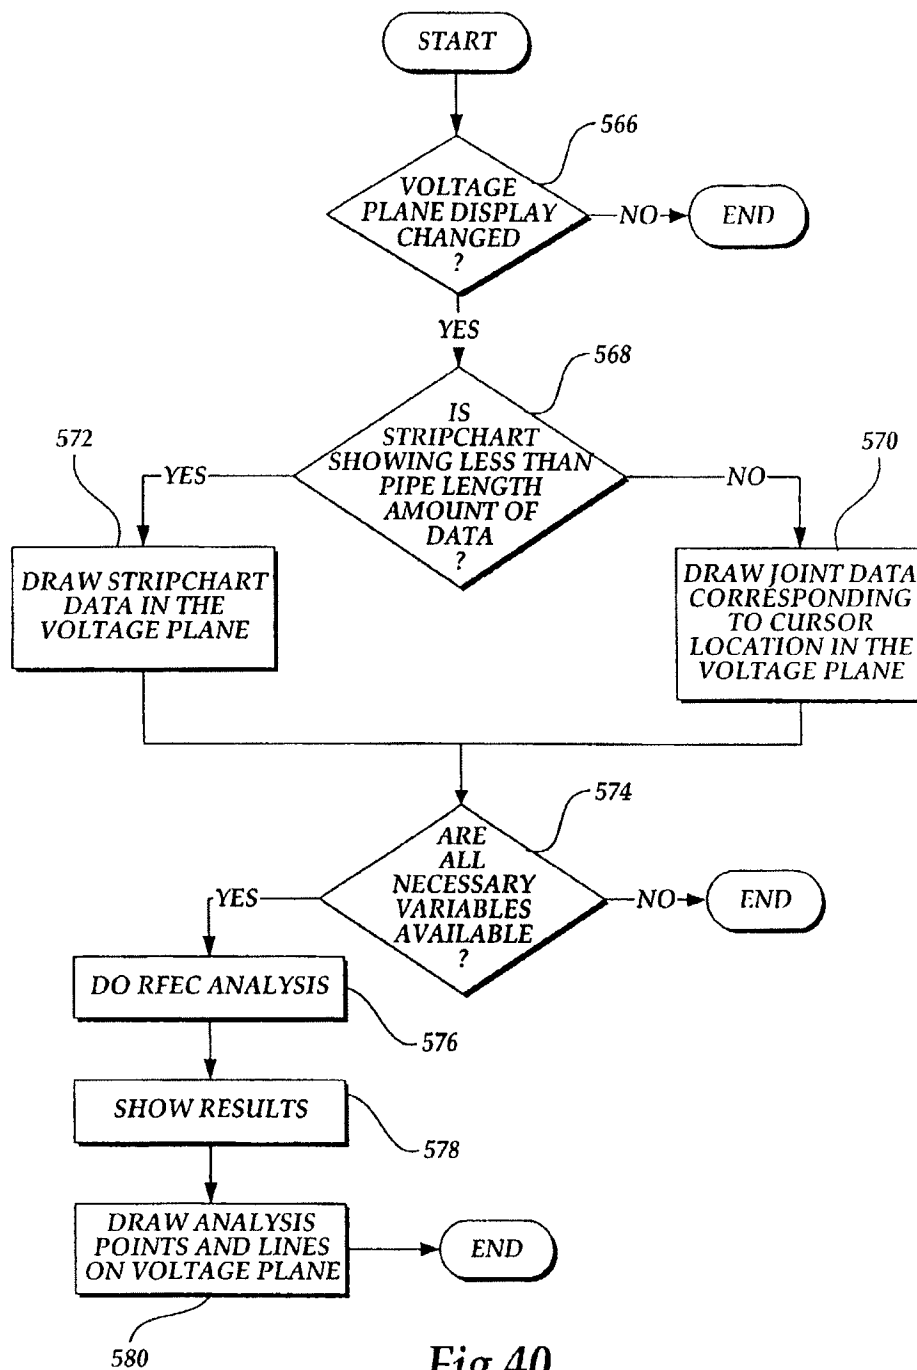 START
566
VOLTAGE
PLANE DISPLAY
CHANGED
?
NO
END
YES
568
IS
STRIPCHART
SHOWING LESS THAN
PIPE LENGTH
AMOUNT OF
DATA
?
572
YES
NO
570
DRAW STRIPCHART
DATA IN THE
VOLTAGE PLANE
DRAW JOINT DATA
CORRESPONDING
TO CURSOR
LOCATION IN THE
VOLTAGE PLANE
574
ARE
ALL
NECESSARY
VARIABLES
AVAILABLE
?
YES
NO
END
DO RFEC ANALYSIS
576
SHOW RESULTS
578
DRAW ANALYSIS
POINTS AND LINES
ON VOLTAGE PLANE
END
580
Fig.40